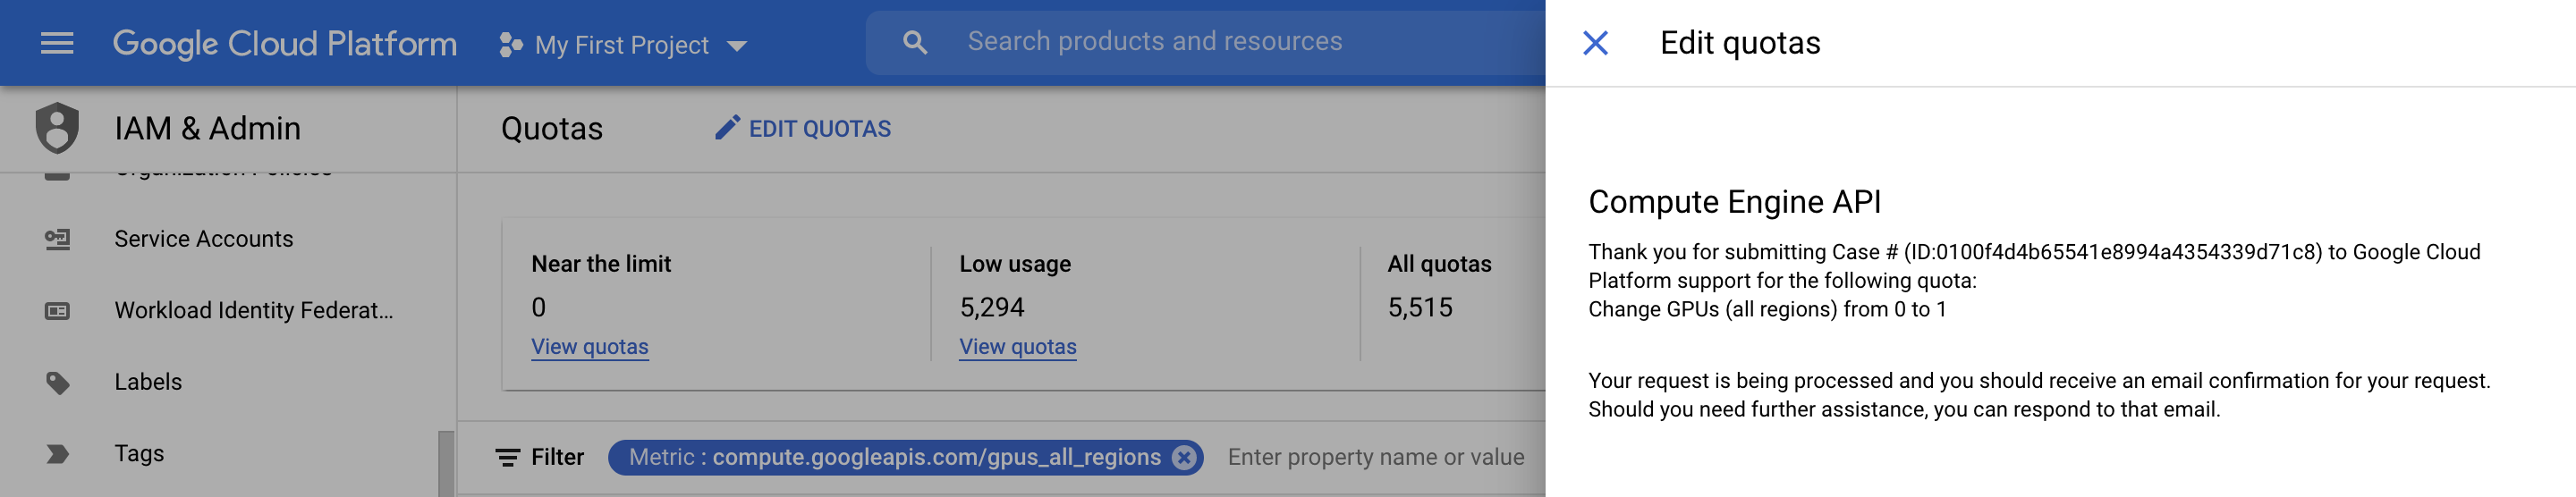 Google Cloud Platform
My First Project
Search products and resources
Edit quotas
IAM & Admin
Quotas
EDIT QUOTAS
Organization Policies
Service Accounts
Workload Identity Federat...
Labels
Tags
Near the limit
0
View quotas
Low usage
5,294
View quotas
All quotas
5,515
Filter
Metric : compute.googleapis.com/gpus_all_regions
Enter property name or value
Compute Engine API
Thank you for submitting Case # (ID:0100f4d4b65541e8994a4354339d71c8) to Google Cloud
Platform support for the following quota:
Change GPUs (all regions) from 0 to 1
Your request is being processed and you should receive an email confirmation for your request.
Should you need further assistance, you can respond to that email.